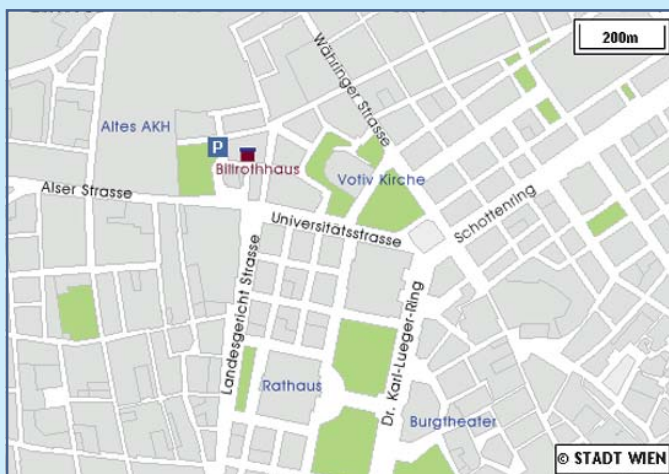 200m
Währinger Strasse
Altes AKH
P
Billrothhaus
Votiv Kirche
Alser Strasse
Universitätsstrasse
Schottenring
Landesgericht Strasse
Dr. Karl-Lueger-Ring
Rathaus
Burgtheater
© STADT WIEN